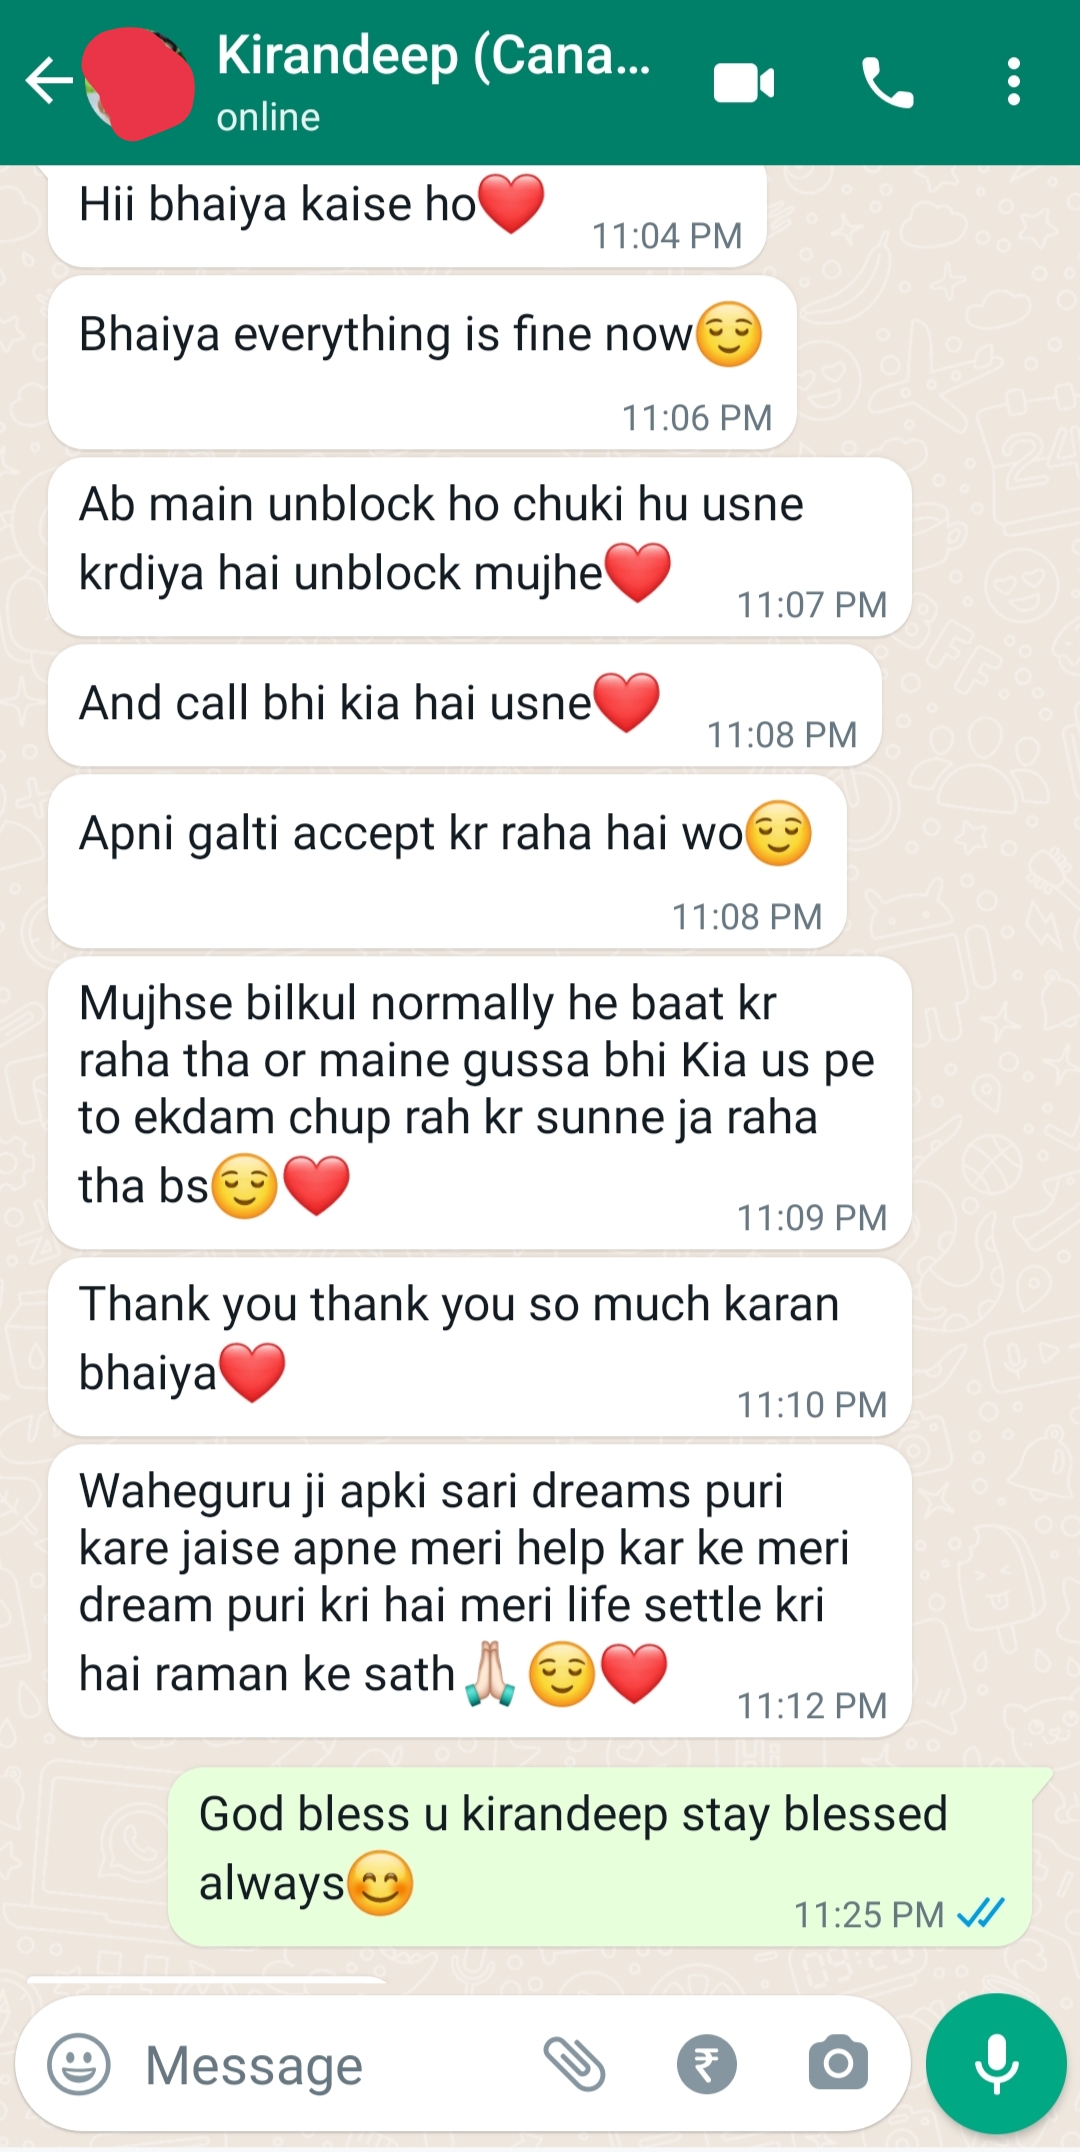 Kirandeep (Cana...
online
Hii bhaiya kaise ho❤️
11:04 PM
Bhaiya everything is fine now😌
11:06 PM
Ab main unblock ho chuki hu usne
krdiya hai unblock mujhe❤️
11:07 PM
And call bhi kia hai usne❤️
11:08 PM
Apni galti accept kr raha hai wo😌
11:08 PM
Mujhse bilkul normally he baat kr
raha tha or maine gussa bhi Kia us pe
to ekdam chup rah kr sunne ja raha
tha bs😌❤️
11:09 PM
Thank you thank you so much karan
bhaiya❤️
11:10 PM
Waheguru ji apki sari dreams puri
kare jaise apne meri help kar ke meri
dream puri kri hai meri life settle kri
hai raman ke sath🙏🏻😌❤️
11:12 PM
God bless u kirandeep stay blessed
always😊
11:25 PM
Message